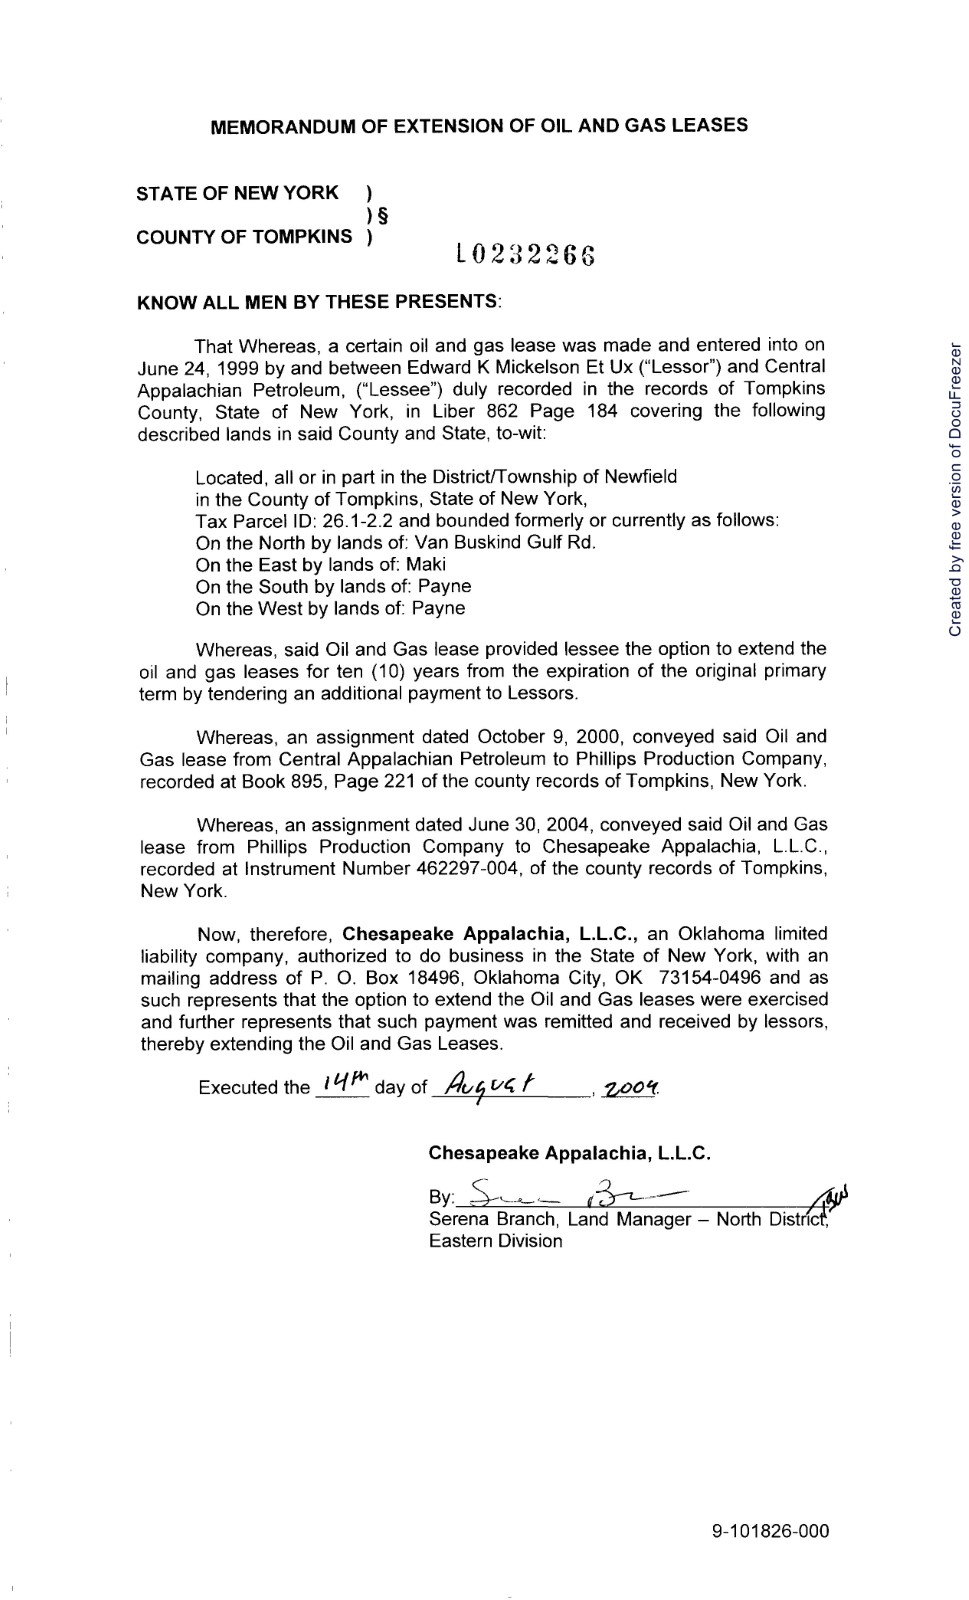 MEMORANDUM OF EXTENSION OF OIL AND GAS LEASES
STATE OF NEW YORK )
) §
COUNTY OF TOMPKINS )
L0232266
KNOW ALL MEN BY THESE PRESENTS:
That Whereas, a certain oil and gas lease was made and entered into on
June 24, 1999 by and between Edward K Mickelson Et Ux ("Lessor") and Central
Appalachian Petroleum, ("Lessee") duly recorded in the records of Tompkins
County, State of New York, in Liber 862 Page 184 covering the following
described lands in said County and State, to-wit:
Located, all or in part in the District/Township of Newfield
in the County of Tompkins, State of New York,
Tax Parcel ID: 26.1-2.2 and bounded formerly or currently as follows:
On the North by lands of: Van Buskind Gulf Rd.
On the East by lands of: Maki
On the South by lands of: Payne
On the West by lands of: Payne
Whereas, said Oil and Gas lease provided lessee the option to extend the
oil and gas leases for ten (10) years from the expiration of the original primary
term by tendering an additional payment to Lessors.
Whereas, an assignment dated October 9, 2000, conveyed said Oil and
Gas lease from Central Appalachian Petroleum to Phillips Production Company,
recorded at Book 895, Page 221 of the county records of Tompkins, New York.
Whereas, an assignment dated June 30, 2004, conveyed said Oil and Gas
lease from Phillips Production Company to Chesapeake Appalachia, L.L.C.,
recorded at Instrument Number 462297-004, of the county records of Tompkins,
New York.
Now, therefore, Chesapeake Appalachia, L.L.C., an Oklahoma limited
liability company, authorized to do business in the State of New York, with an
mailing address of P. O. Box 18496, Oklahoma City, OK 73154-0496 and as
such represents that the option to extend the Oil and Gas leases were exercised
and further represents that such payment was remitted and received by lessors,
thereby extending the Oil and Gas Leases.
Executed the 14th day of August, 2009.
Chesapeake Appalachia, L.L.C.
By:
Serena Branch, Land Manager – North District,
Eastern Division
9-101826-000
Created by free version of DocuFreezer